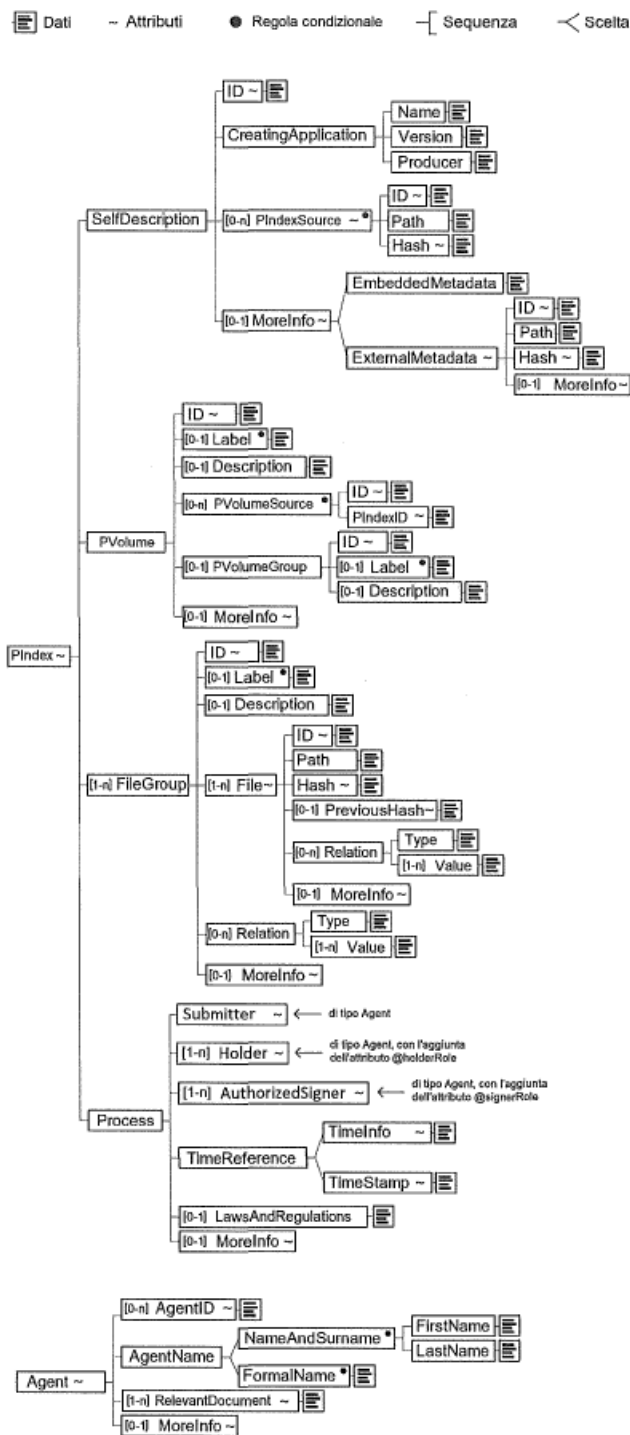 Dati ~ Attributi ● Regola condizionale Sequenza Scelta
ID ~
CreatingApplication
Name
Version
Producer
SelfDescription
[0-n] PIndexSource ~
ID ~
Path
Hash ~
[0-1] MoreInfo ~
EmbeddedMetadata
ExternalMetadata ~
ID ~
Path
Hash ~
[0-1] MoreInfo~
ID ~
[0-1] Label
[0-1] Description
[0-n] PVolumeSource
ID ~
PIndexID ~
PVolume
[0-1] PVolumeGroup
ID ~
[0-1] Label
[0-1] Description
[0-1] MoreInfo ~
PIndex ~
ID ~
[0-1] Label
[0-1] Description
[1-n] FileGroup
[1-n] File~
ID ~
Path
Hash ~
[0-1] PreviousHash~
[0-n] Relation
Type
[1-n] Value
[0-1] MoreInfo ~
[0-n] Relation
Type
[1-n] Value
[0-1] MoreInfo ~
Submitter ~
di tipo Agent
[1-n] Holder ~
di tipo Agent, con l'aggiunta
dell'attributo @holderRole
[1-n] AuthorizedSigner ~
di tipo Agent, con l'aggiunta
dell'attributo @signerRole
Process
TimeReference
TimeInfo ~
TimeStamp ~
[0-1] LawsAndRegulations
[0-1] MoreInfo ~
[0-n] AgentID ~
AgentName
NameAndSurname
FirstName
LastName
FormalName
Agent ~
[1-n] RelevantDocument ~
[0-1] MoreInfo ~